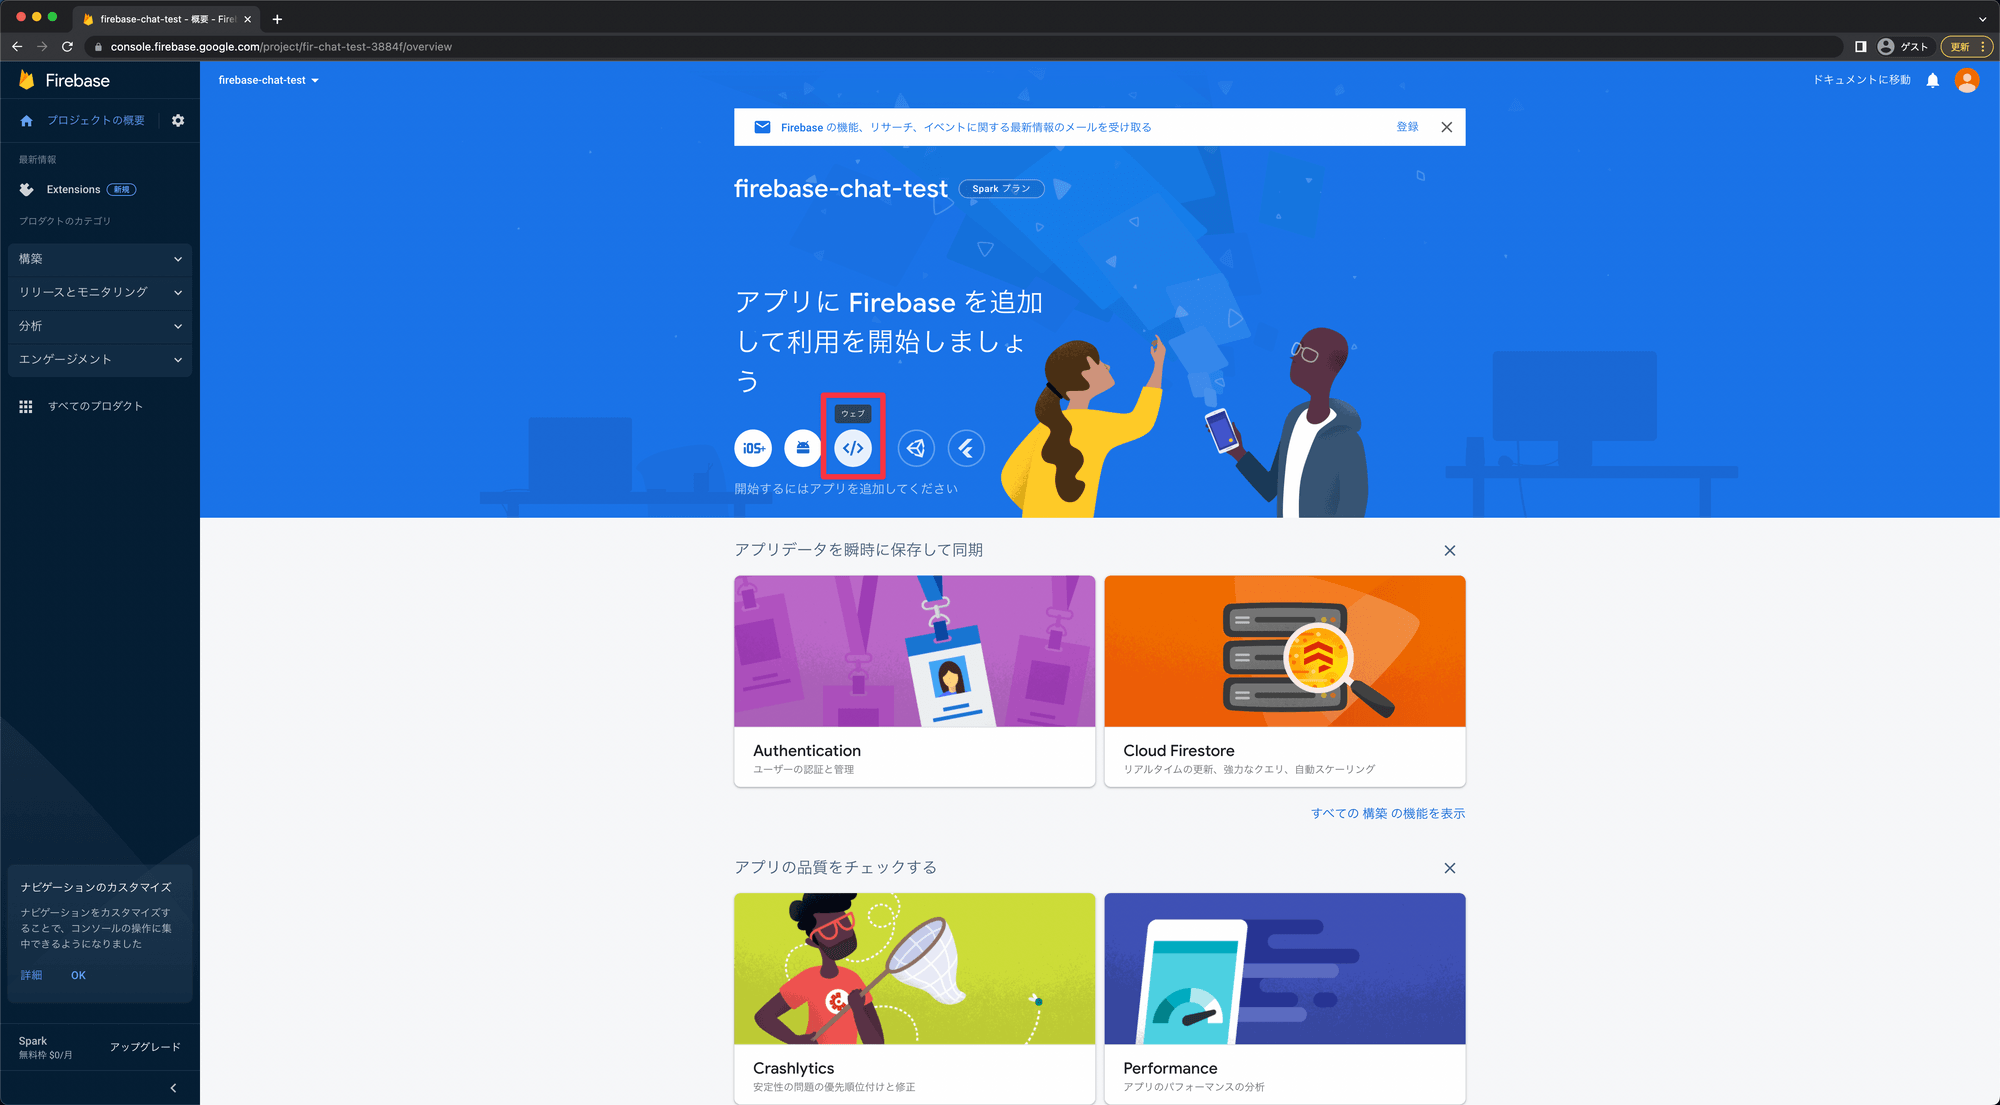 firebase-chat-test - 概要 - Fire
console.firebase.google.com/project/fir-chat-test-3884f/overview
ゲスト
更新
Firebase
firebase-chat-test
ドキュメントに移動
プロジェクトの概要
最新情報
Extensions 新規
プロダクトのカテゴリ
構築
リリースとモニタリング
分析
エンゲージメント
すべてのプロダクト
ナビゲーションのカスタマイズ
ナビゲーションをカスタマイズす
ることで、コンソールの操作に集
中できるようになりました
詳細 OK
Spark
無料枠 $0/月
アップグレード
Firebase の機能、リサーチ、イベントに関する最新情報のメールを受け取る
登録
firebase-chat-test Spark プラン
アプリに Firebase を追加
して利用を開始しましょ
う
ウェブ
iOS+
開始するにはアプリを追加してください
アプリデータを瞬時に保存して同期
Authentication
ユーザーの認証と管理
Cloud Firestore
リアルタイムの更新、強力なクエリ、自動スケーリング
すべての 構築 の機能を表示
アプリの品質をチェックする
Crashlytics
安定性の問題の優先順位付けと修正
Performance
アプリのパフォーマンスの分析